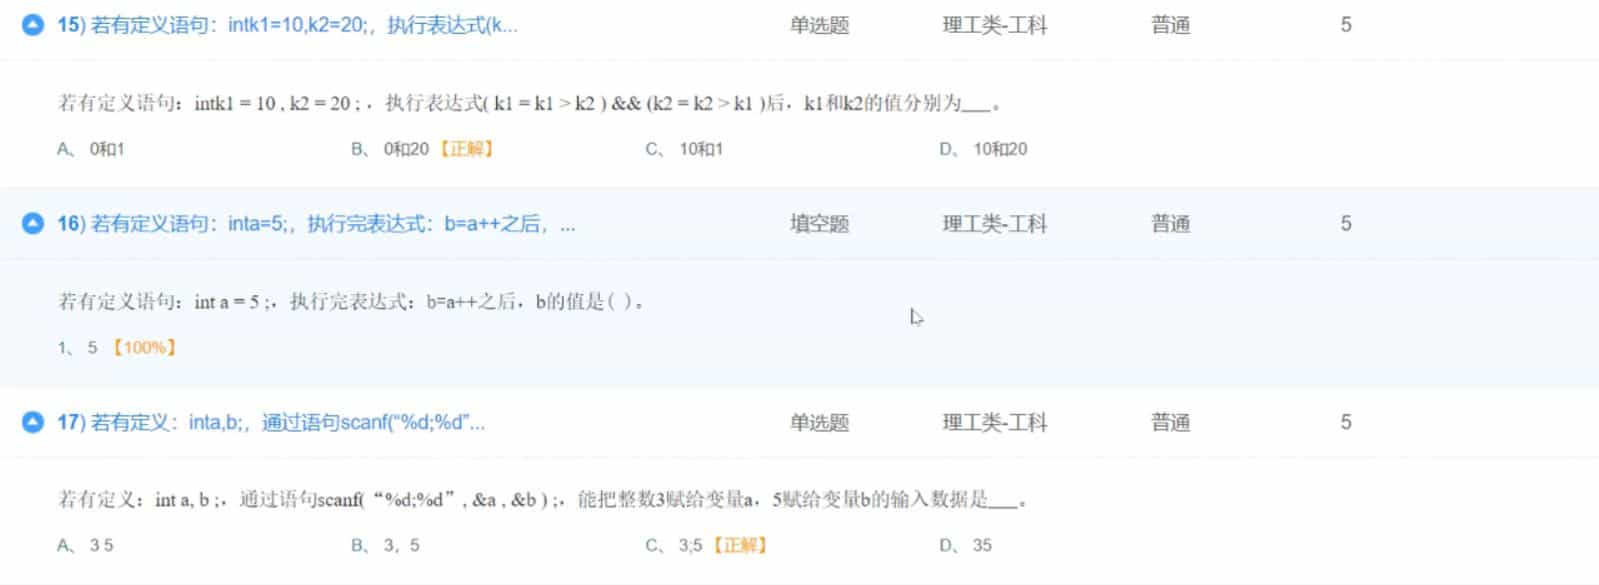 15) 若有定义语句：intk1=10,k2=20;，执行表达式(k... 单选题 理工类-工科 普通 5
若有定义语句：intk1 = 10 , k2 = 20 ; ，执行表达式( k1 = k1 > k2 ) && (k2 = k2 > k1 )后，k1和k2的值分别为___。
A、 0和1 B、 0和20 【正解】 C、 10和1 D、 10和20
16) 若有定义语句：inta=5;，执行完表达式：b=a++之后，... 填空题 理工类-工科 普通 5
若有定义语句：int a = 5 ;，执行完表达式：b=a++之后，b的值是( )。
1、 5 【100%】
17) 若有定义：inta,b;，通过语句scanf(“%d;%d”... 单选题 理工类-工科 普通 5
若有定义：int a, b ;，通过语句scanf( “%d;%d” , &a , &b ) ;，能把整数3赋给变量a，5赋给变量b的输入数据是___。
A、 3 5 B、 3，5 C、 3;5 【正解】 D、 35